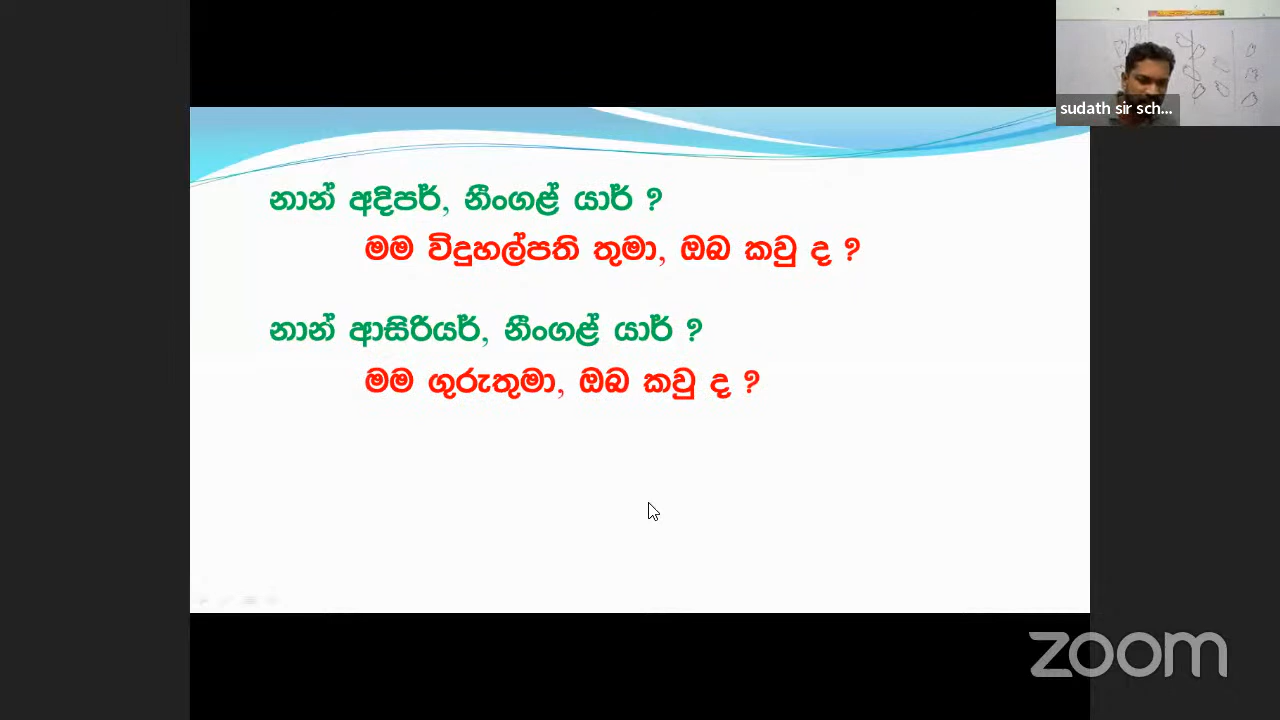 sudath sir sch...
නාන් අදිපර්, නීංගළ් යාර් ?
මම විදුහල්පති තුමා, ඔබ කවු ද ?
නාන් ආසිරියර්, නීංගළ් යාර් ?
මම ගුරුතුමා, ඔබ කවු ද ?
zoom